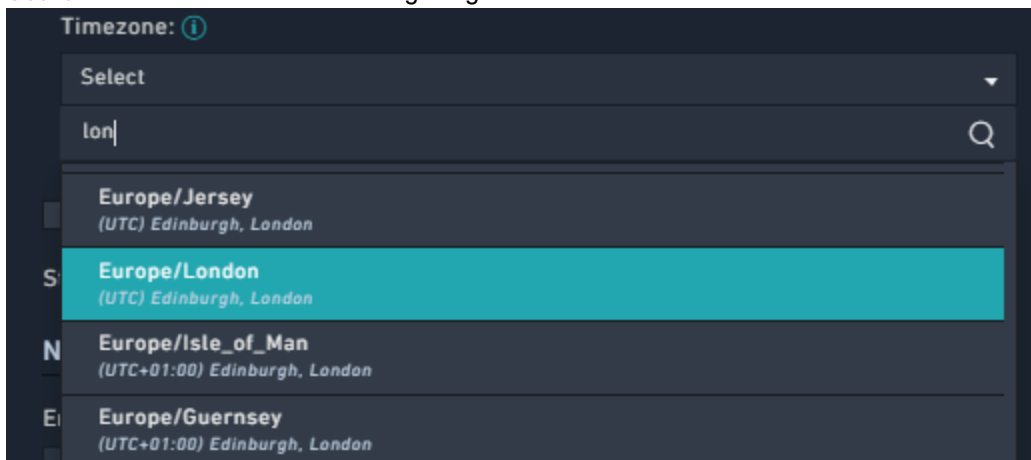 Timezone:
Select
lon
Europe/Jersey
(UTC) Edinburgh, London
Europe/London
(UTC) Edinburgh, London
Europe/Isle_of_Man
(UTC+01:00) Edinburgh, London
Europe/Guernsey
(UTC+01:00) Edinburgh, London